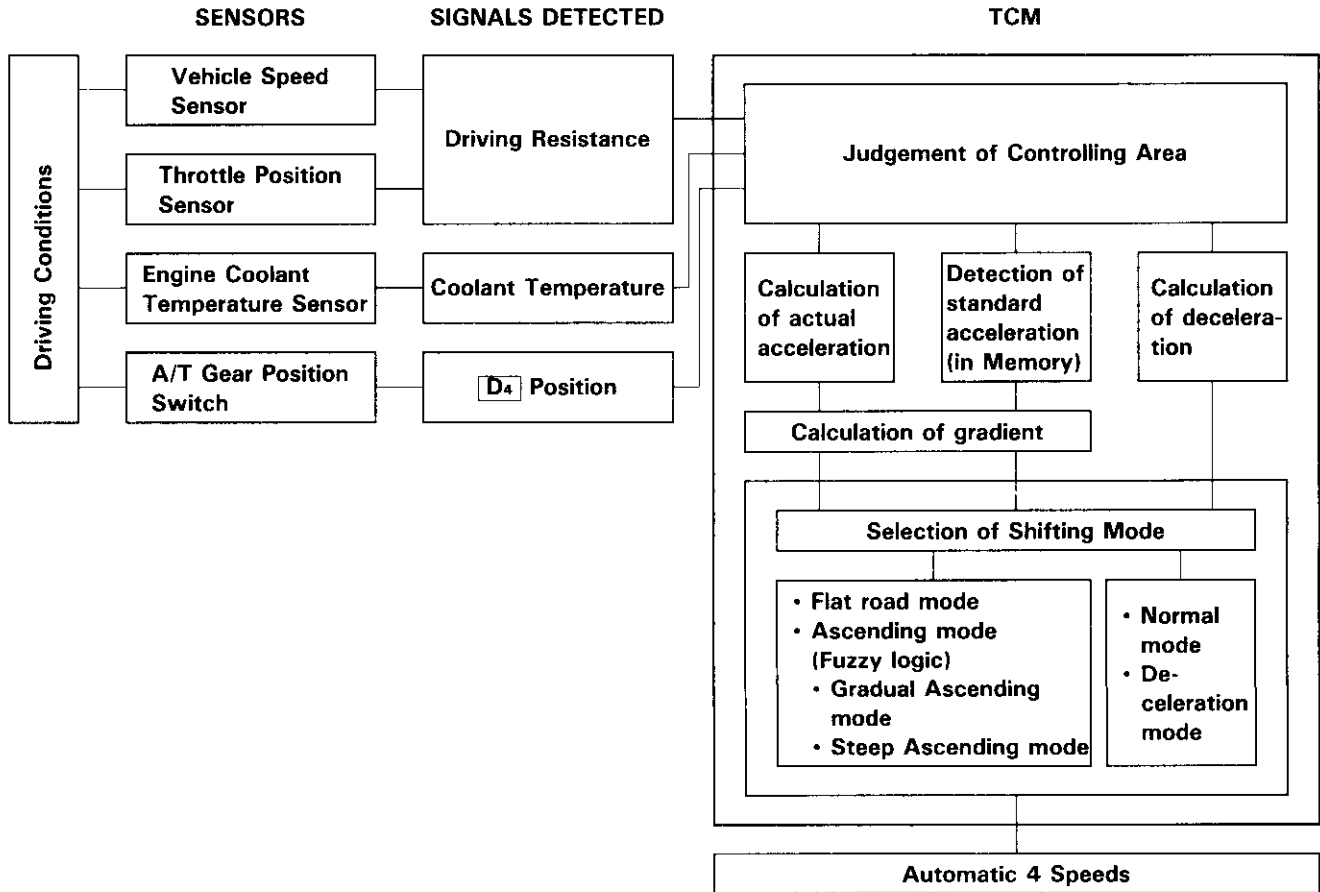 SENSORS
SIGNALS DETECTED
TCM
Driving Conditions
Vehicle Speed
Sensor
Throttle Position
Sensor
Engine Coolant
Temperature Sensor
A/T Gear Position
Switch
Driving Resistance
Coolant Temperature
D4 Position
Judgement of Controlling Area
Calculation
of actual
acceleration
Detection of
standard
acceleration
(in Memory)
Calculation
of decelera-
tion
Calculation of gradient
Selection of Shifting Mode
• Flat road mode
• Ascending mode
(Fuzzy logic)
• Gradual Ascending
mode
• Steep Ascending mode
• Normal
mode
• De-
celeration
mode
Automatic 4 Speeds